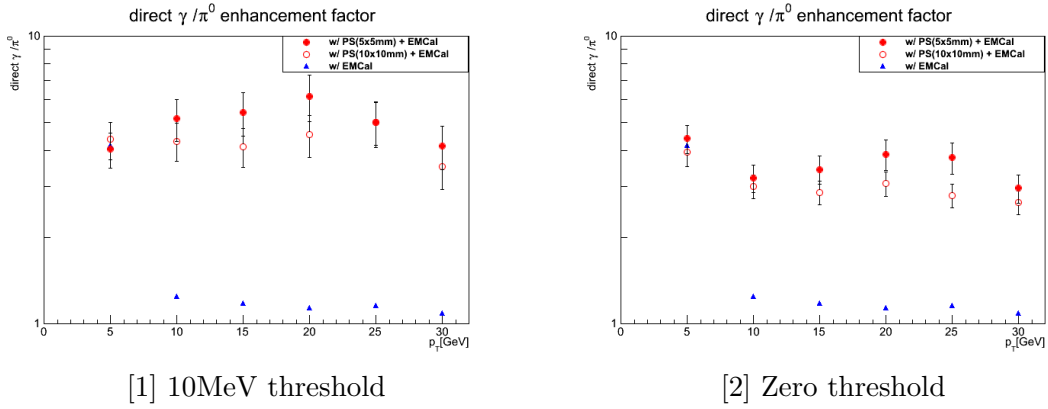 direct γ /π⁰ enhancement factor
direct γ /π⁰
10
1
w/ PS(5x5mm) + EMCal
w/ PS(10x10mm) + EMCal
w/ EMCal
0 5 10 15 20 25 30
p_T[GeV]
[1] 10MeV threshold
direct γ /π⁰ enhancement factor
direct γ /π⁰
10
1
w/ PS(5x5mm) + EMCal
w/ PS(10x10mm) + EMCal
w/ EMCal
0 5 10 15 20 25 30
p_T[GeV]
[2] Zero threshold